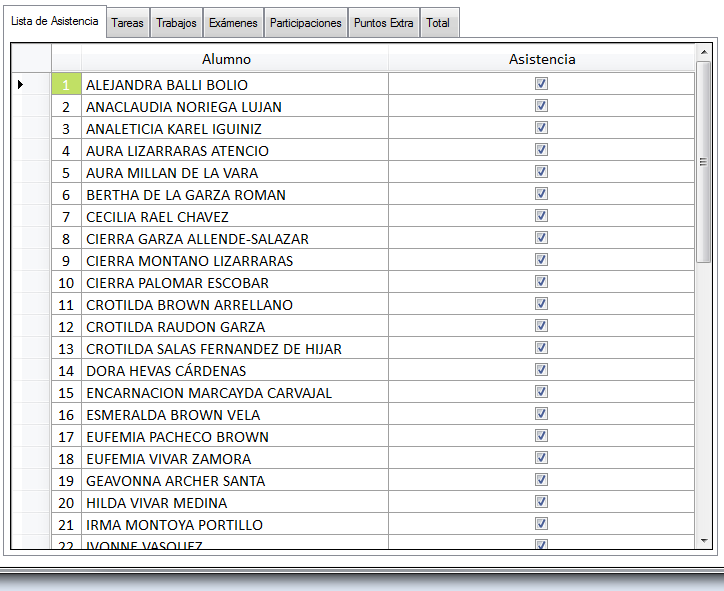 Lista de Asistencia Tareas Trabajos Exámenes Participaciones Puntos Extra Total
Alumno Asistencia
1 ALEJANDRA BALLI BOLIO
2 ANACLAUDIA NORIEGA LUJAN
3 ANALETICIA KAREL IGUINIZ
4 AURA LIZARRARAS ATENCIO
5 AURA MILLAN DE LA VARA
6 BERTHA DE LA GARZA ROMAN
7 CECILIA RAEL CHAVEZ
8 CIERRA GARZA ALLENDE-SALAZAR
9 CIERRA MONTANO LIZARRARAS
10 CIERRA PALOMAR ESCOBAR
11 CROTILDA BROWN ARRELLANO
12 CROTILDA RAUDON GARZA
13 CROTILDA SALAS FERNANDEZ DE HIJAR
14 DORA HEVAS CÁRDENAS
15 ENCARNACION MARCAYDA CARVAJAL
16 ESMERALDA BROWN VELA
17 EUFEMIA PACHECO BROWN
18 EUFEMIA VIVAR ZAMORA
19 GEAVONNA ARCHER SANTA
20 HILDA VIVAR MEDINA
21 IRMA MONTOYA PORTILLO
22 IVONNE VASQUEZ